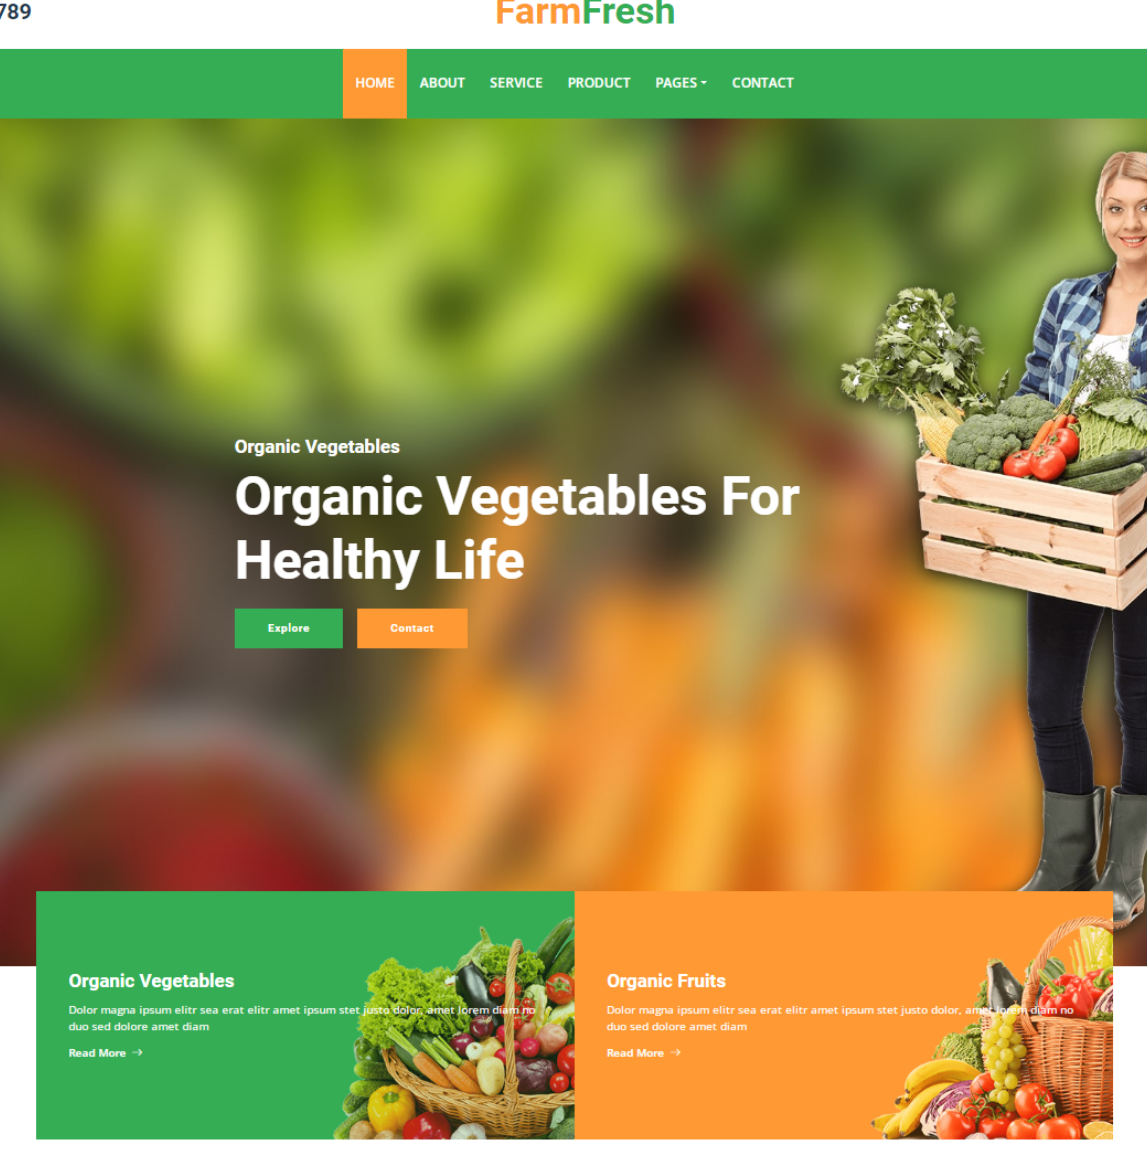 789
FarmFresh
HOME ABOUT SERVICE PRODUCT PAGES CONTACT
Organic Vegetables
Organic Vegetables For
Healthy Life
Explore Contact
Organic Vegetables
Dolor magna ipsum elitr sea erat elitr amet ipsum stet justo dolor, amet lorem diam no
duo sed dolore amet diam
Read More →
Organic Fruits
Dolor magna ipsum elitr sea erat elitr amet ipsum stet justo dolor, amet lorem diam no
duo sed dolore amet diam
Read More →